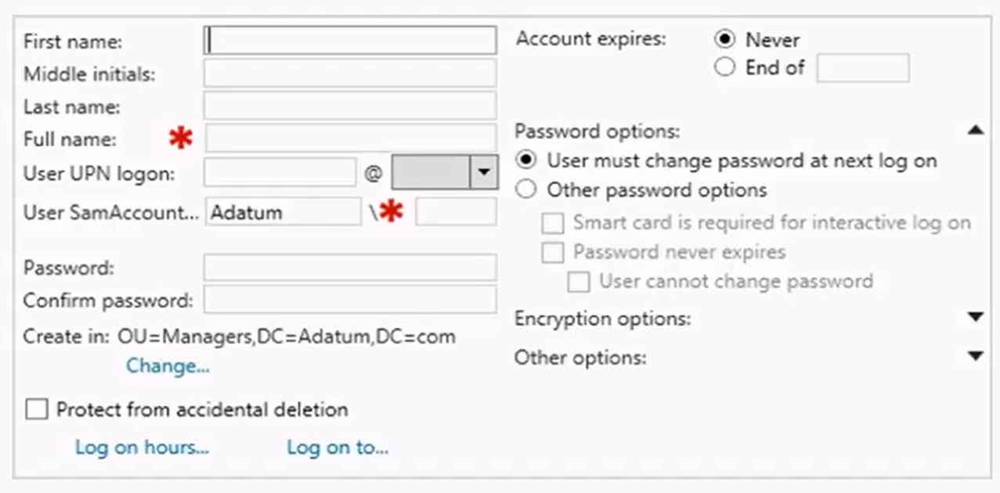 First name:
Middle initials:
Last name:
Full name: *
User UPN logon: @
User SamAccount... Adatum \ *
Password:
Confirm password:
Create in: OU=Managers,DC=Adatum,DC=com
Change...
Protect from accidental deletion
Log on hours... Log on to...
Account expires: Never
End of
Password options:
User must change password at next log on
Other password options
Smart card is required for interactive log on
Password never expires
User cannot change password
Encryption options:
Other options: